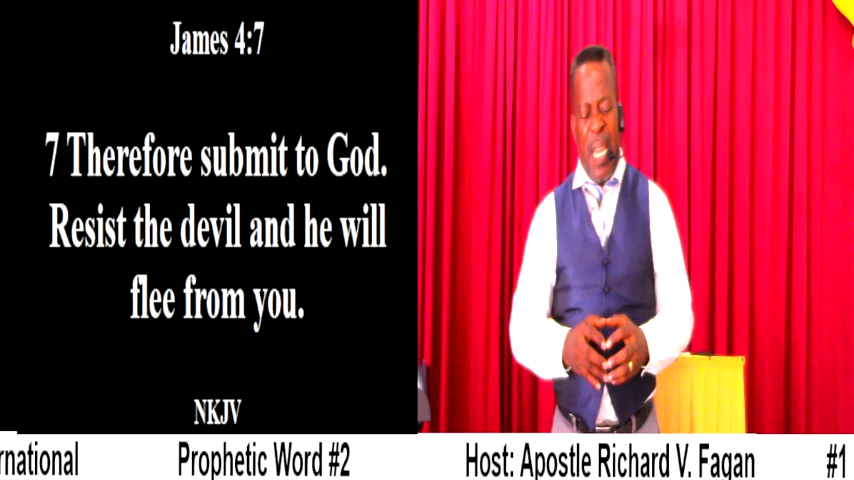 James 4:7
7 Therefore submit to God.
Resist the devil and he will
flee from you.
NKJV
rnational Prophetic Word #2 Host: Apostle Richard V. Fagan #1